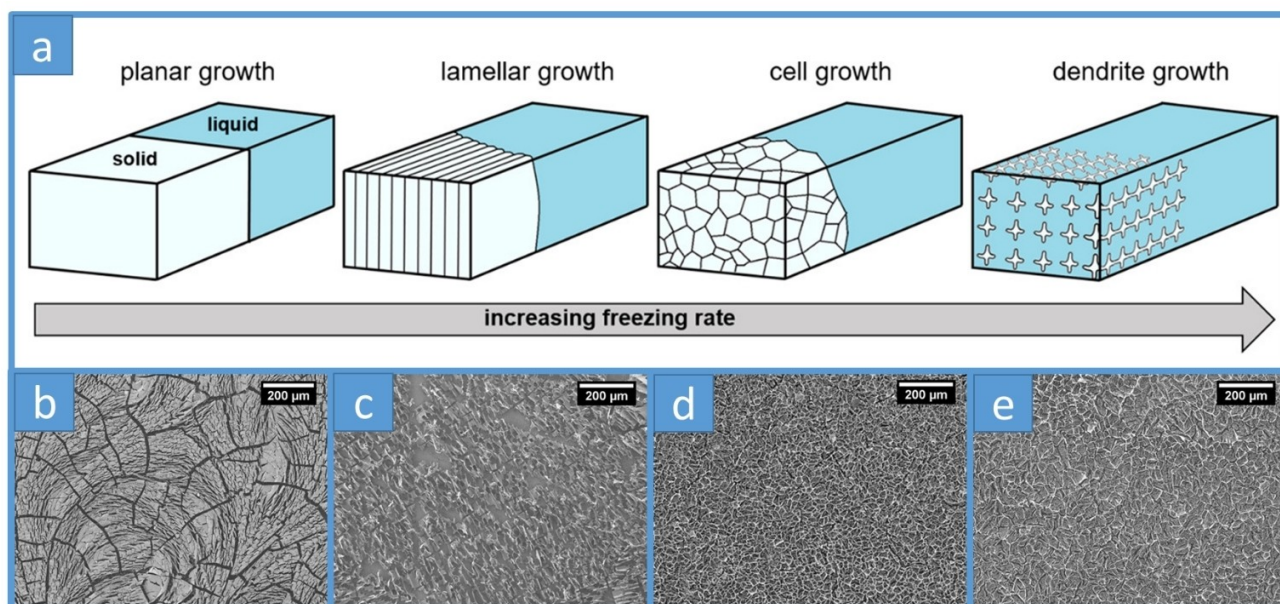 a
planar growth
lamellar growth
cell growth
dendrite growth
liquid
solid
increasing freezing rate
b
200 µm
c
200 µm
d
200 µm
e
200 µm